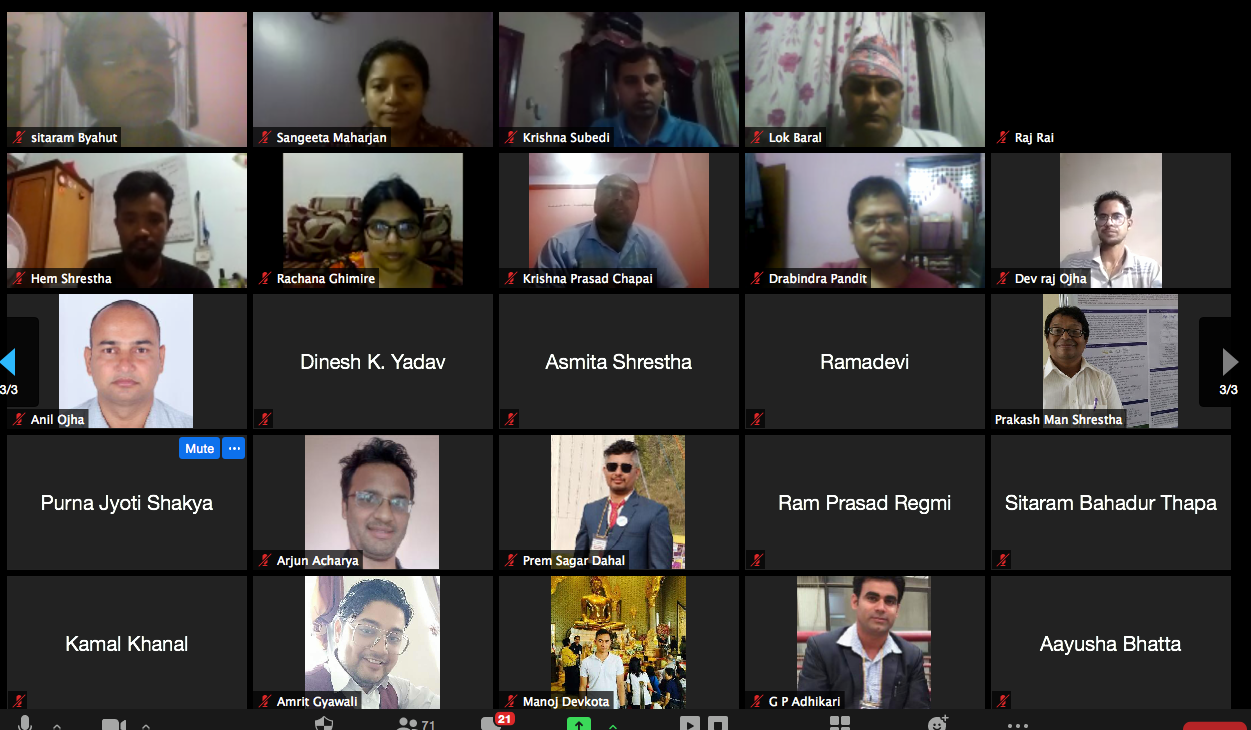 sitaram Byahut
Sangeeta Maharjan
Krishna Subedi
Lok Baral
Raj Rai
Hem Shrestha
Rachana Ghimire
Krishna Prasad Chapai
Drabindra Pandit
Dev raj Ojha
3/3
Anil Ojha
Dinesh K. Yadav
Asmita Shrestha
Ramadevi
Prakash Man Shrestha
3/3
Purna Jyoti Shakya
Mute
Arjun Acharya
Prem Sagar Dahal
Ram Prasad Regmi
Sitaram Bahadur Thapa
Kamal Khanal
Amrit Gyawali
Manoj Devkota
G P Adhikari
Aayusha Bhatta
71
21